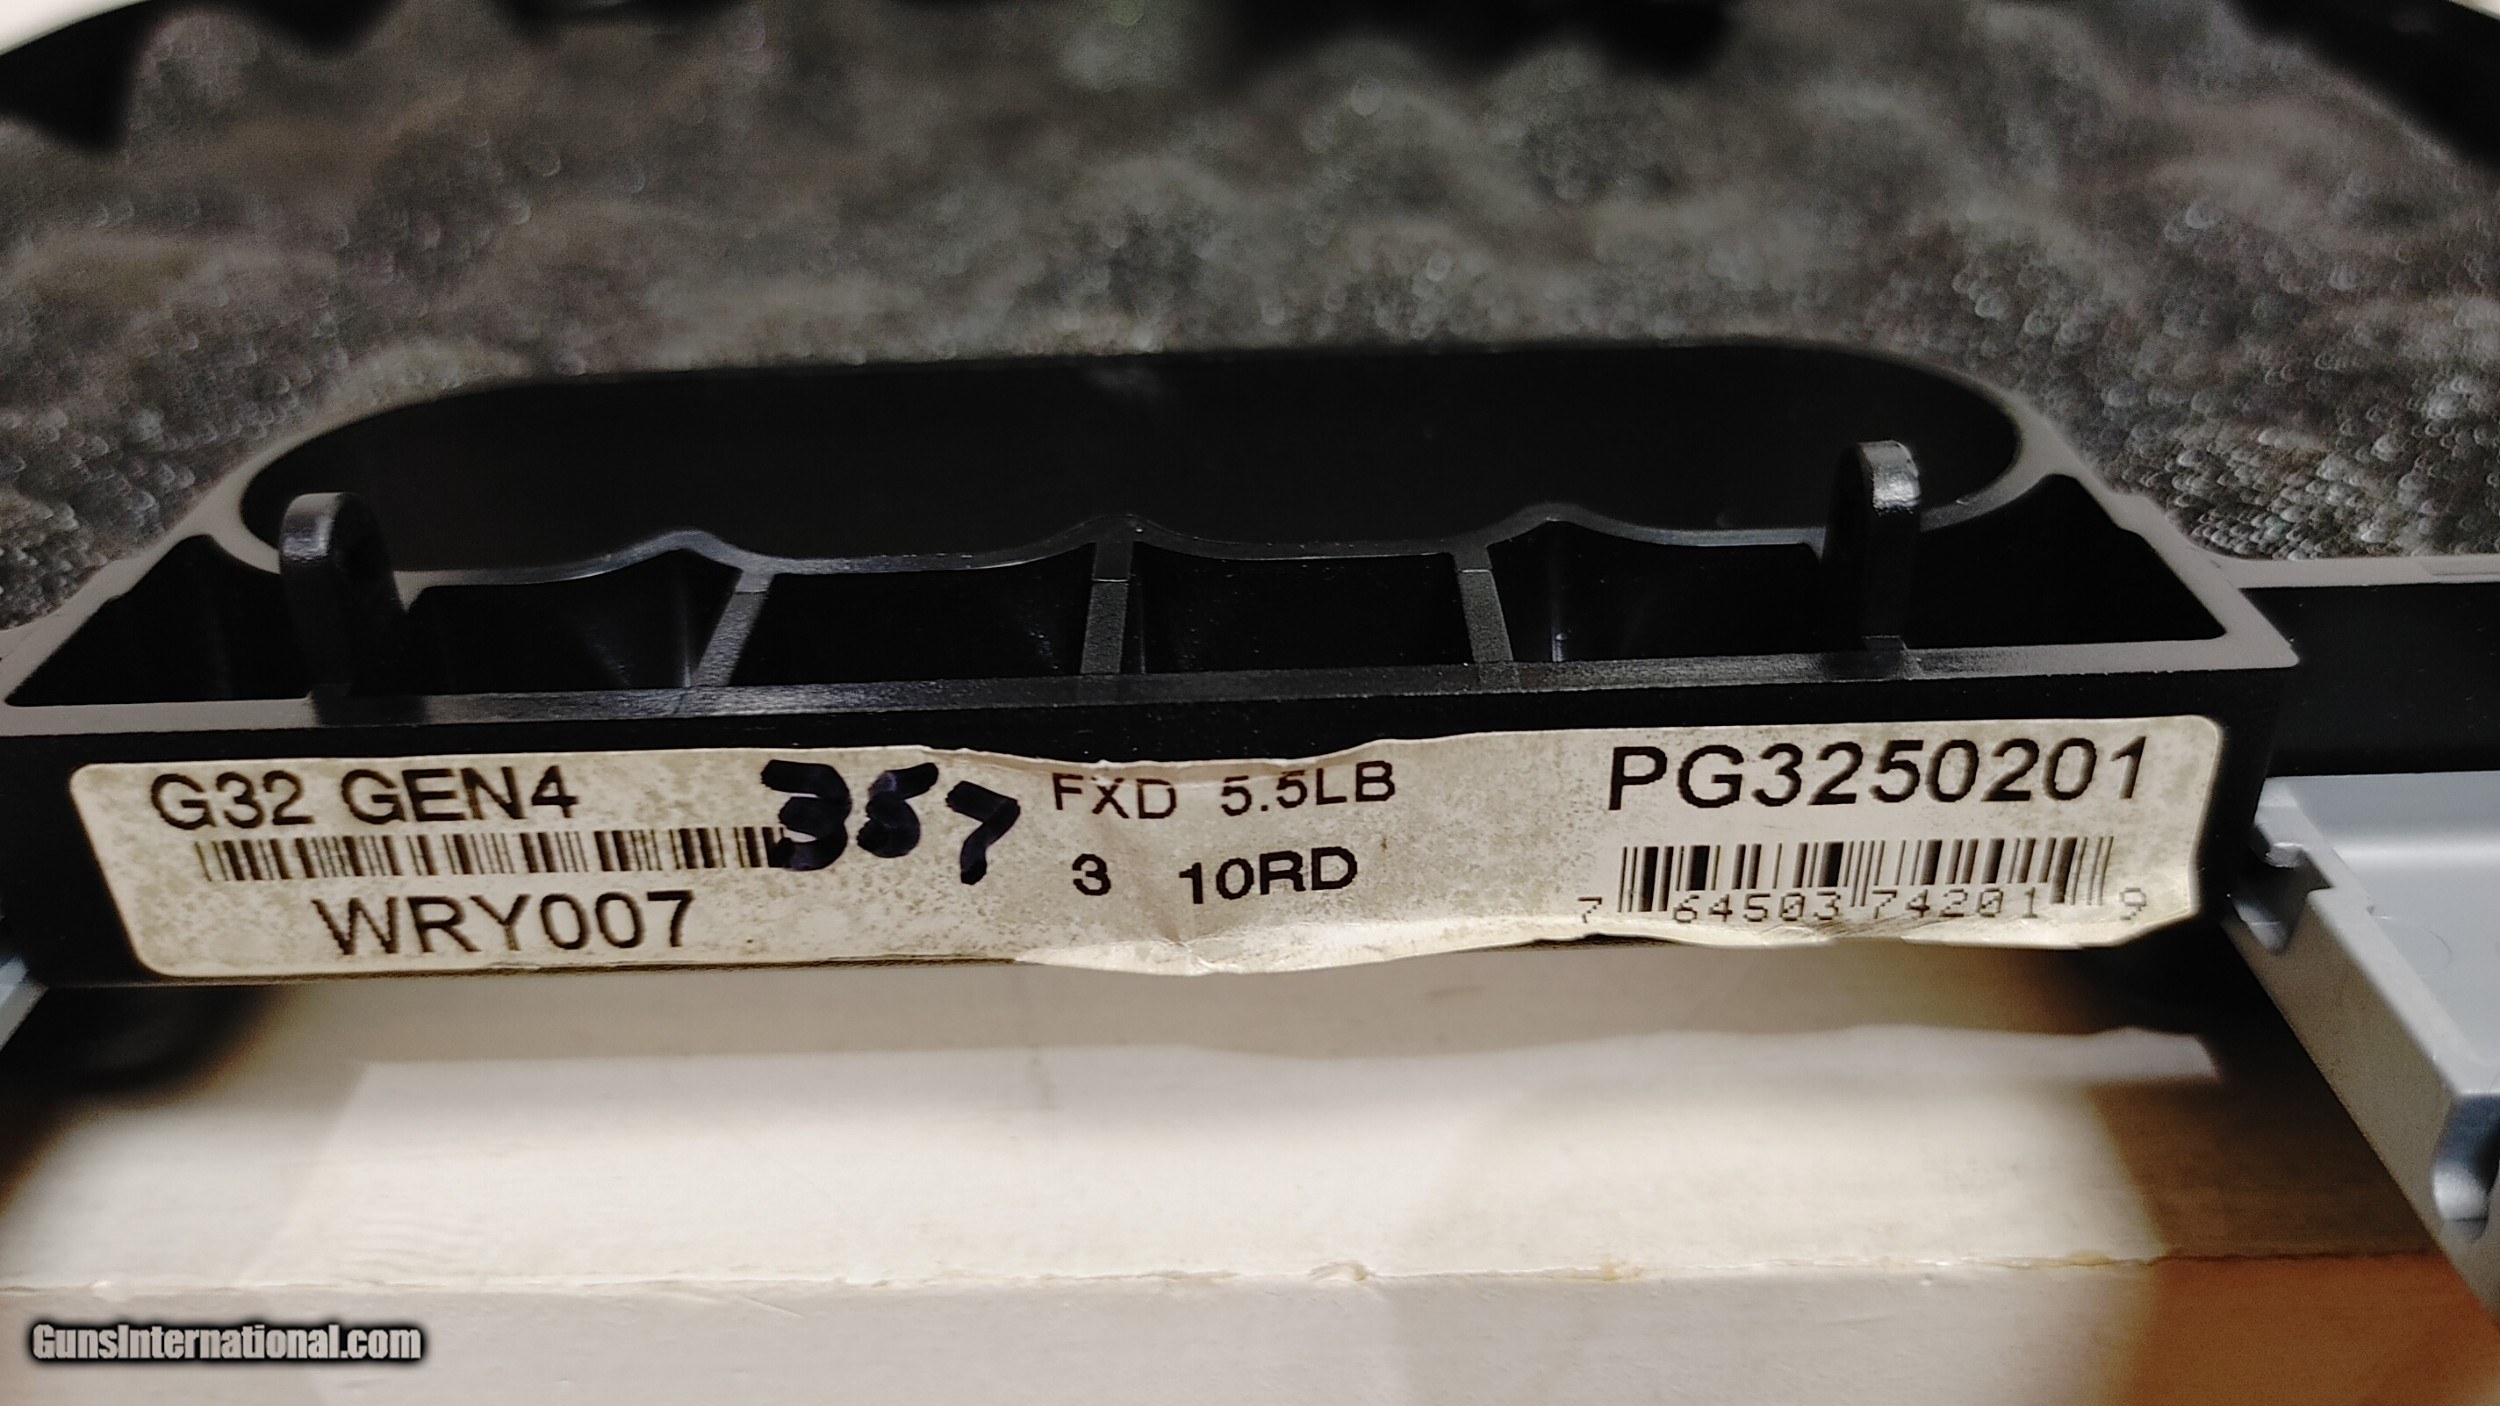 G32 GEN4
357
FXD 5.5LB
PG3250201
WRY007
3 10RD
7 64503 74201 9
GunsInternational.com